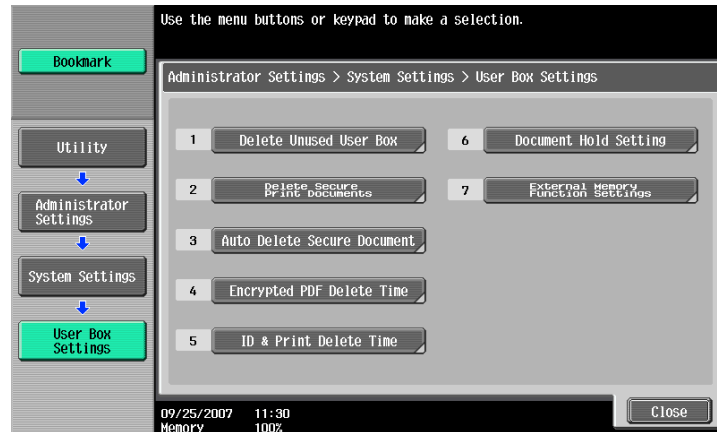 Use the menu buttons or keypad to make a selection.
Bookmark
Administrator Settings > System Settings > User Box Settings
Utility
Administrator
Settings
System Settings
User Box
Settings
1 Delete Unused User Box
2 Delete Secure
Print Documents
3 Auto Delete Secure Document
4 Encrypted PDF Delete Time
5 ID & Print Delete Time
6 Document Hold Setting
7 External Memory
Function Settings
09/25/2007 11:30
Memory 100%
Close